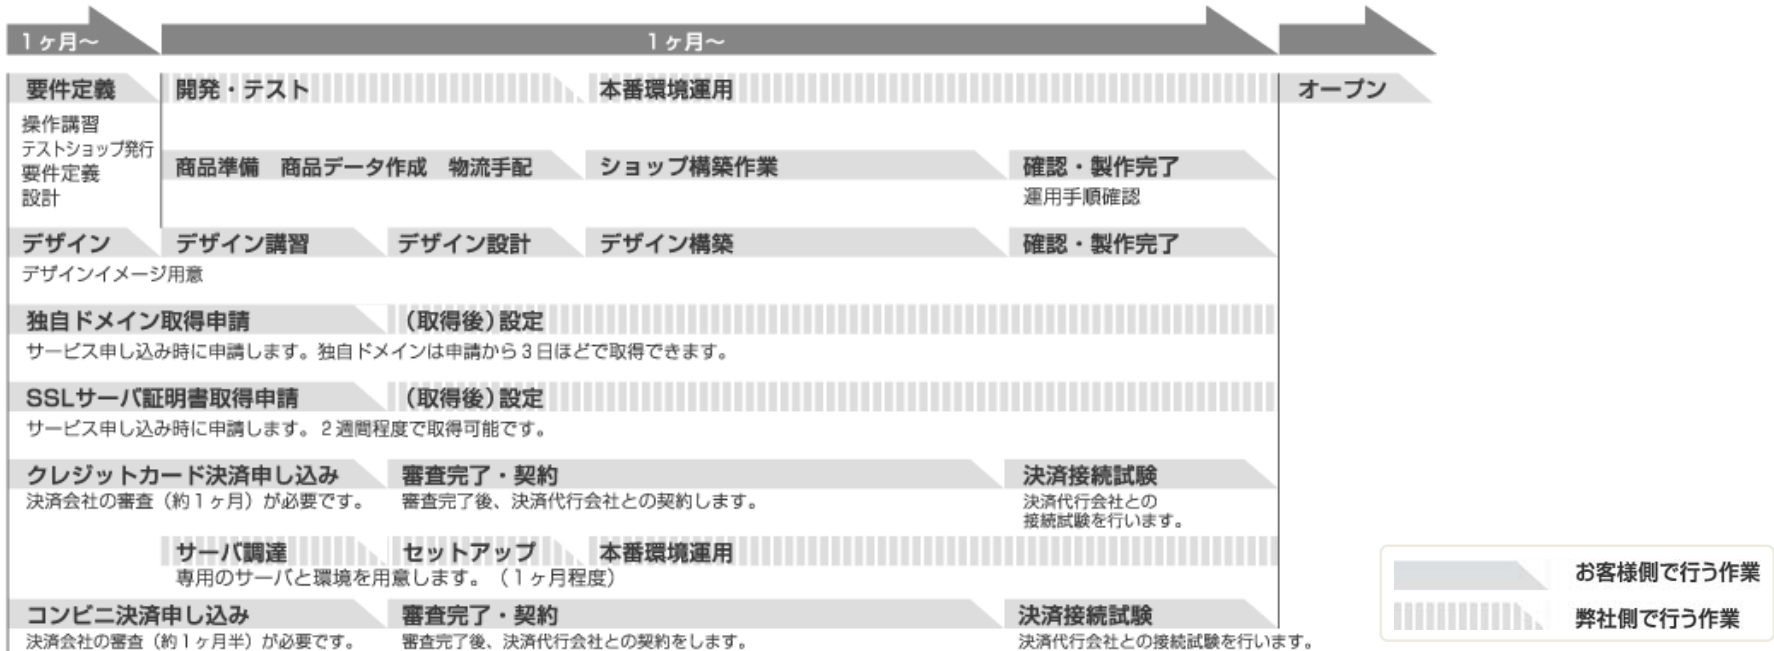 1ヶ月〜
1ヶ月〜
要件定義
開発・テスト
本番環境運用
オープン
操作講習
テストショップ発行
要件定義
設計
商品準備　商品データ作成　物流手配
ショップ構築作業
確認・製作完了
運用手順確認
デザイン
デザイン講習
デザイン設計
デザイン構築
確認・製作完了
デザインイメージ用意
独自ドメイン取得申請
(取得後)設定
サービス申し込み時に申請します。独自ドメインは申請から3日ほどで取得できます。
SSLサーバ証明書取得申請
(取得後)設定
サービス申し込み時に申請します。2週間程度で取得可能です。
クレジットカード決済申し込み
審査完了・契約
決済接続試験
決済会社の審査（約1ヶ月）が必要です。
審査完了後、決済代行会社との契約します。
決済代行会社との
接続試験を行います。
サーバ調達
セットアップ
本番環境運用
専用のサーバと環境を用意します。（1ヶ月程度）
コンビニ決済申し込み
審査完了・契約
決済接続試験
決済会社の審査（約1ヶ月半）が必要です。
審査完了後、決済代行会社との契約をします。
決済代行会社との接続試験を行います。
お客様側で行う作業
弊社側で行う作業